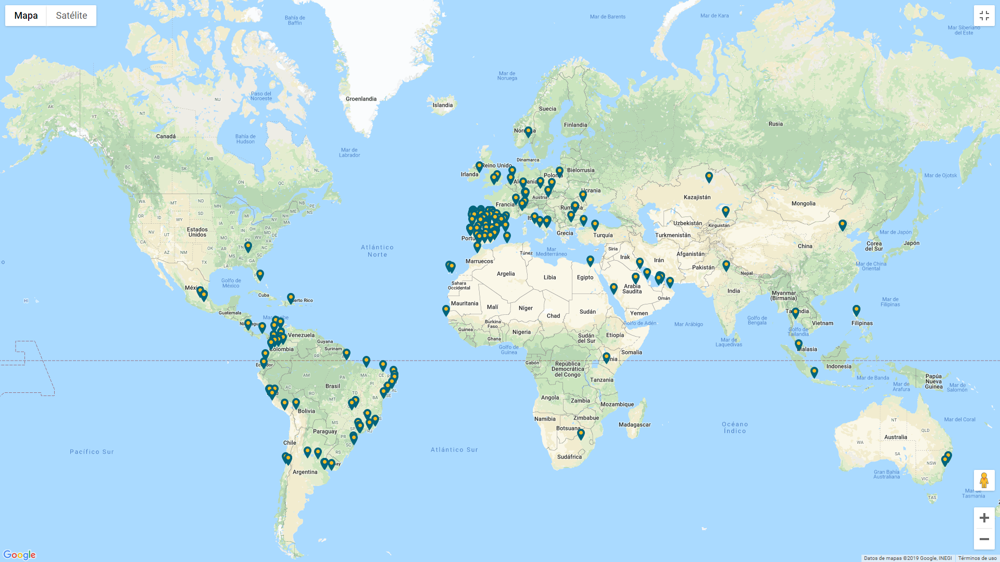 Mapa
Satélite
Bahía de
Baffin
Mar de Barents
Mar de Kara
Mar Siberiano
del Este
Mar de
Noruega
Paso del
Noroeste
Groenlandia
NU
AK
YT
NT
Islandia
Suecia
Finlandia
Rusia
Canadá
Bahía de
Hudson
Mar de
Labrador
AB
MB
BC
SK
NL
ON
QC
Dinamarca
Reino Unido
Irlanda
Bielorrusia
Mar de Ojotsk
Austria
Ucrania
Francia
Kazajistán
Mongolia
WA
MT
ND
MN
OR
ID
SD
WI
MI
NB
PE
ME
NS
WY
NH
MA
NE
IA
NV
UT
IL
IN
OH
PA
MD
DE
Estados
Unidos
Grecia
Turquía
Uzbekistán
Kirguistán
Turkmenistán
Mar de Japón
Corea
del Sur
Japón
China
CA
AZ
NM
OK
AR
MS
AL
GA
SC
NC
VA
WV
TN
TX
LA
Atlántico
Norte
Marruecos
Túnez
Mar
Mediterráneo
Siria
Irak
Irán
Afganistán
Pakistán
Nepal
Mar de China
Oriental
Golfo de
México
Argelia
Libia
Egipto
Sahara
Occidental
Arabia
Saudita
India
Myanmar
(Birmania)
HI
Cuba
Guatemala
Mauritania
Malí
Níger
Chad
Sudán
Omán
Yemen
Golfo de Adén
Mar Arábigo
Golfo de
Bengala
Golfo de
Tailandia
Vietnam
Filipinas
Mar de
Filipinas
Burkina
Faso
Guinea
Ghana
Nigeria
Sudán
del Sur
Etiopía
Somalia
Mar de
Laquedivas
Malasia
Venezuela
Guyana
Surinam
Colombia
Golfo de
Guinea
Gabón
República
Democrática
del Congo
Tanzania
Indonesia
Mar de Banda
Mar de
Arafura
Papúa
Nueva
Guinea
Mar de
Salomón
RR
AM
PA
MA
CE
PI
AL
SE
AC
RO
TO
BA
MT
Brasil
Bolivia
Angola
Zambia
Mozambique
Namibia
Zimbabue
Botsuana
Madagascar
Océano
Índico
Mar del Coral
NT
QLD
Australia
WA
SA
NSW
VIC
TAS
MS
SP
RJ
PR
SC
RS
Paraguay
Chile
Argentina
Pacífico Sur
Atlántico Sur
Sudáfrica
Gran Bahía
Australiana
Mar de
Tasmania
Google
Datos de mapas ©2019 Google, INEGI
Términos de uso